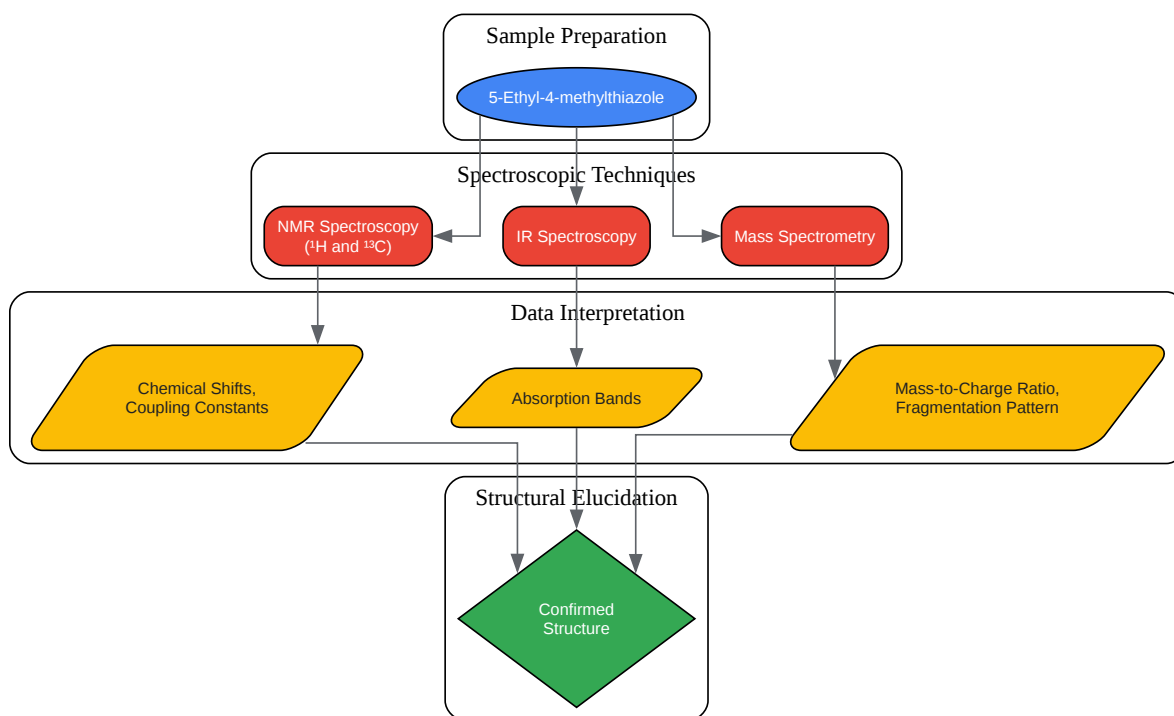 Sample Preparation
5-Ethyl-4-methylthiazole
Spectroscopic Techniques
NMR Spectroscopy
(¹H and ¹³C)
IR Spectroscopy
Mass Spectrometry
Data Interpretation
Chemical Shifts,
Coupling Constants
Absorption Bands
Mass-to-Charge Ratio,
Fragmentation Pattern
Structural Elucidation
Confirmed
Structure